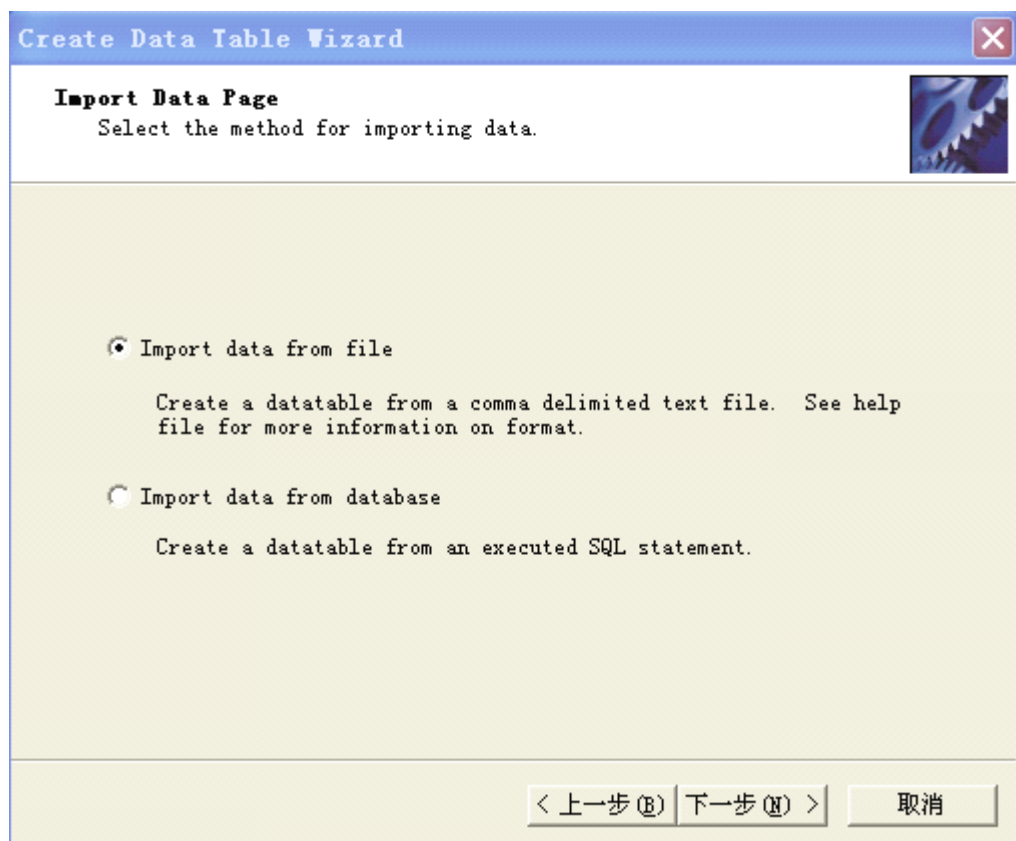 Create Data Table Wizard
Import Data Page
Select the method for importing data.
Import data from file
Create a datatable from a comma delimited text file. See help
file for more information on format.
Import data from database
Create a datatable from an executed SQL statement.
< 上一步(B) 下一步(N) > 取消